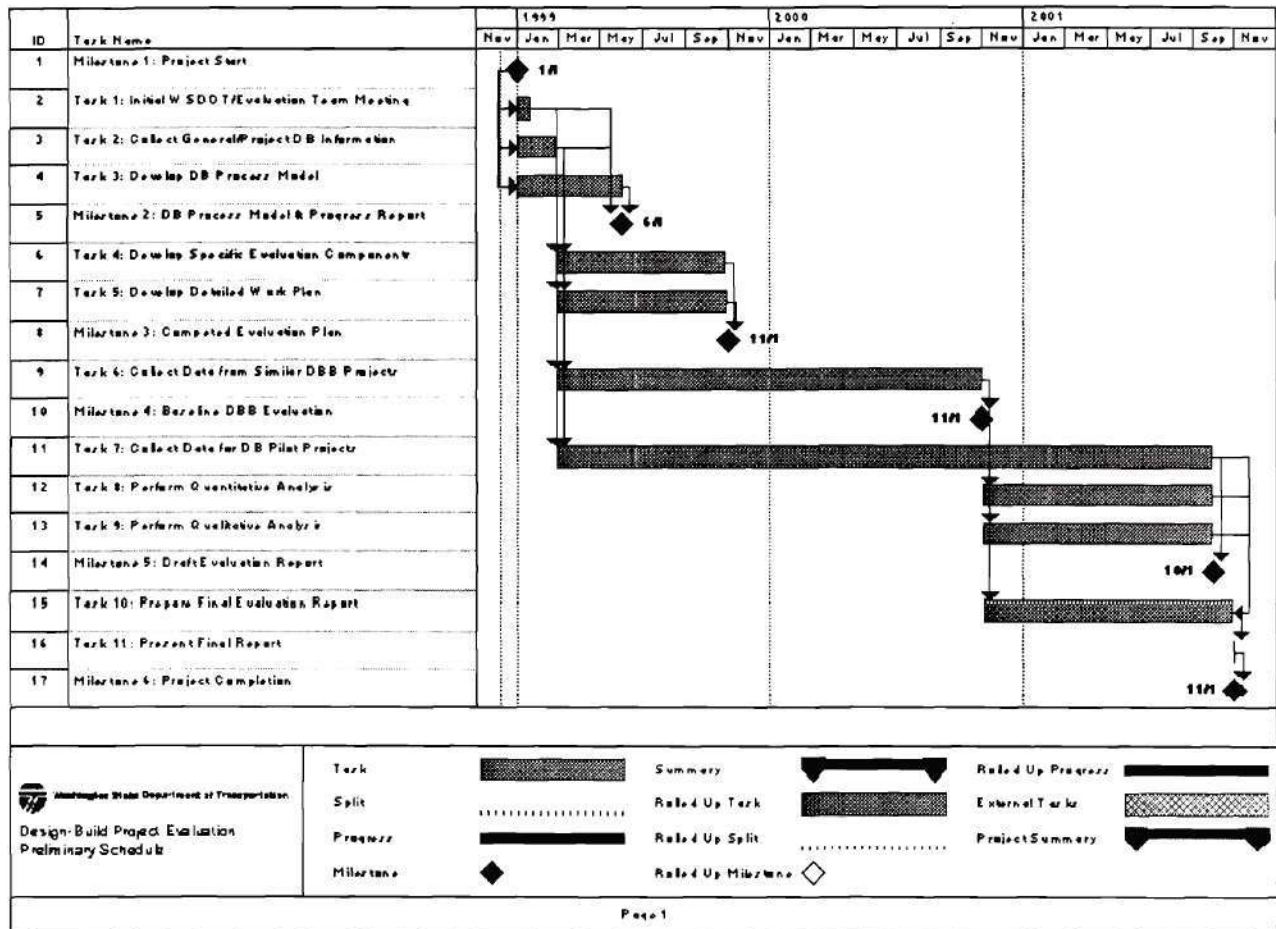 1999 2000 2001
ID Task Name Nov Jan Mar May Jul Sep Nov Jan Mar May Jul Sep Nov Jan Mar May Jul Sep Nov
1 Milestone 1: Project Start 1/1
2 Task 1: Initial WSDOT/Evaluation Team Meeting
3 Task 2: Collect General/Project DB Information
4 Task 3: Develop DB Process Model
5 Milestone 2: DB Process Model & Progress Report 6/1
6 Task 4: Develop Specific Evaluation Components
7 Task 5: Develop Detailed Work Plan
8 Milestone 3: Competed Evaluation Plan 11/1
9 Task 6: Collect Data from Similer DBB Projects
10 Milestone 4: Baseline DBB Evaluation 11/1
11 Task 7: Collect Data for DB Pilot Projects
12 Task 8: Perform Quantitative Analysis
13 Task 9: Perform Qualitative Analysis
14 Milestone 5: Draft Evaluation Report 10/1
15 Task 10: Prepare Final Evaluation Report
16 Task 11: Present Final Report
17 Milestone 6: Project Completion 11/1
Washington State Department of Transportation
Design-Build Project Evaluation
Preliminary Schedule
Task Summary Rolled Up Progress
Split Rolled Up Task External Tasks
Progress Rolled Up Split Project Summary
Milestone Rolled Up Milestone
Page 1